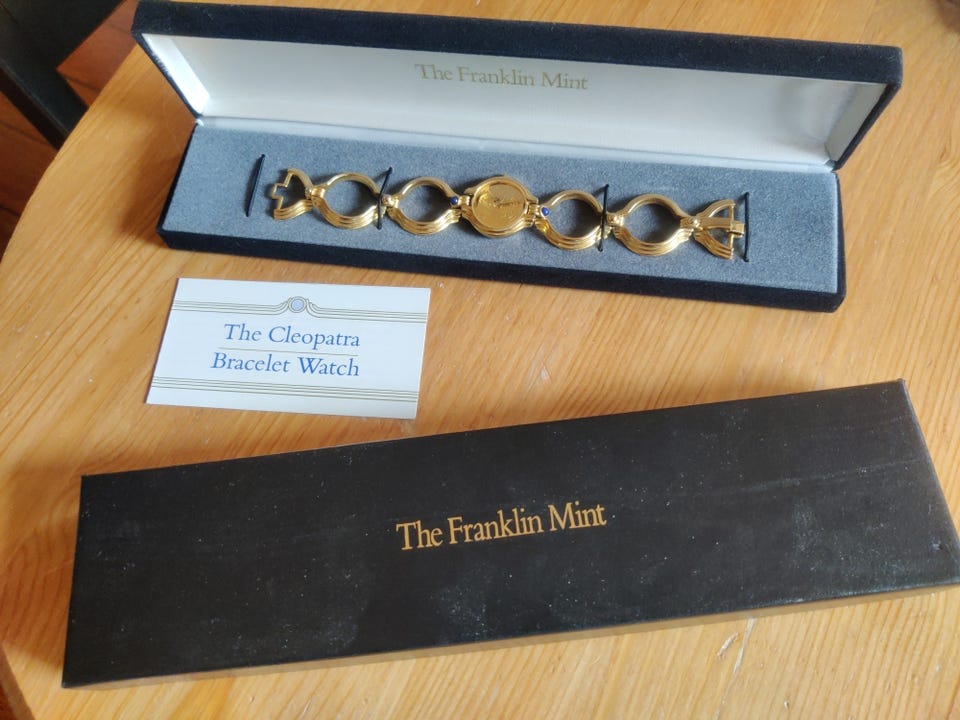 The Franklin Mint
The Cleopatra
Bracelet Watch
The Franklin Mint